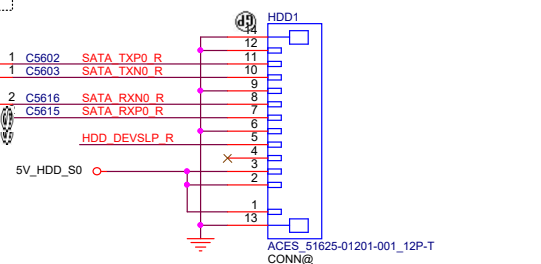 HDD1
14
12
1 C5602 SATA_TXP0_R 11
1 C5603 SATA_TXN0_R 10
9
2 C5616 SATA_RXN0_R 8
C5615 SATA_RXP0_R 7
6
HDD_DEVSLP_R 5
4
5V_HDD_S0 3
2
1
13
ACES_51625-01201-001_12P-T
CONN@